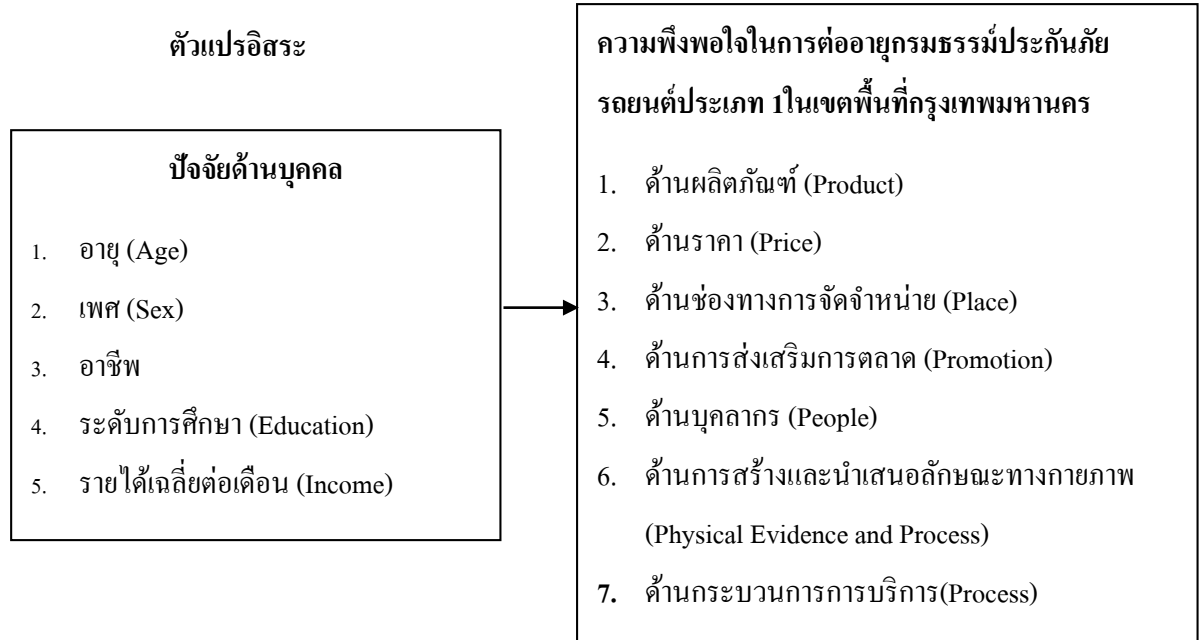 ตัวแปรอิสระ
ปัจจัยด้านบุคคล
1. อายุ (Age)
2. เพศ (Sex)
3. อาชีพ
4. ระดับการศึกษา (Education)
5. รายได้เฉลี่ยต่อเดือน (Income)
ความพึงพอใจในการต่ออายุกรมธรรม์ประกันภัย
รถยนต์ประเภท 1ในเขตพื้นที่กรุงเทพมหานคร
1. ด้านผลิตภัณฑ์ (Product)
2. ด้านราคา (Price)
3. ด้านช่องทางการจัดจำหน่าย (Place)
4. ด้านการส่งเสริมการตลาด (Promotion)
5. ด้านบุคลากร (People)
6. ด้านการสร้างและนำเสนอลักษณะทางกายภาพ
(Physical Evidence and Process)
7. ด้านกระบวนการการบริการ(Process)